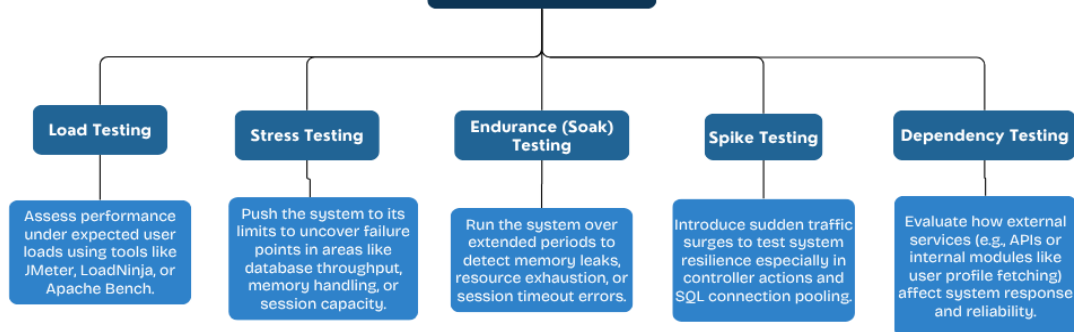 Load Testing
Stress Testing
Endurance (Soak)
Testing
Spike Testing
Dependency Testing
Assess performance
under expected user
loads using tools like
JMeter, LoadNinja, or
Apache Bench.
Push the system to its
limits to uncover failure
points in areas like
database throughput,
memory handling, or
session capacity.
Run the system over
extended periods to
detect memory leaks,
resource exhaustion, or
session timeout errors.
Introduce sudden traffic
surges to test system
resilience especially in
controller actions and
SQL connection pooling.
Evaluate how external
services (e.g., APIs or
internal modules like
user profile fetching)
affect system response
and reliability.